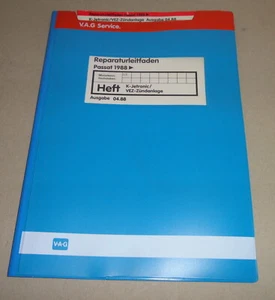 K-Jetronic/VEZ-Zündanlage Ausgabe 04.88
V.A.G Service.
Reparaturleitfaden
Passat 1988 ►
Heft
K-Jetronic/
VEZ-Zündanlage
Ausgabe 04.88
V.A.G